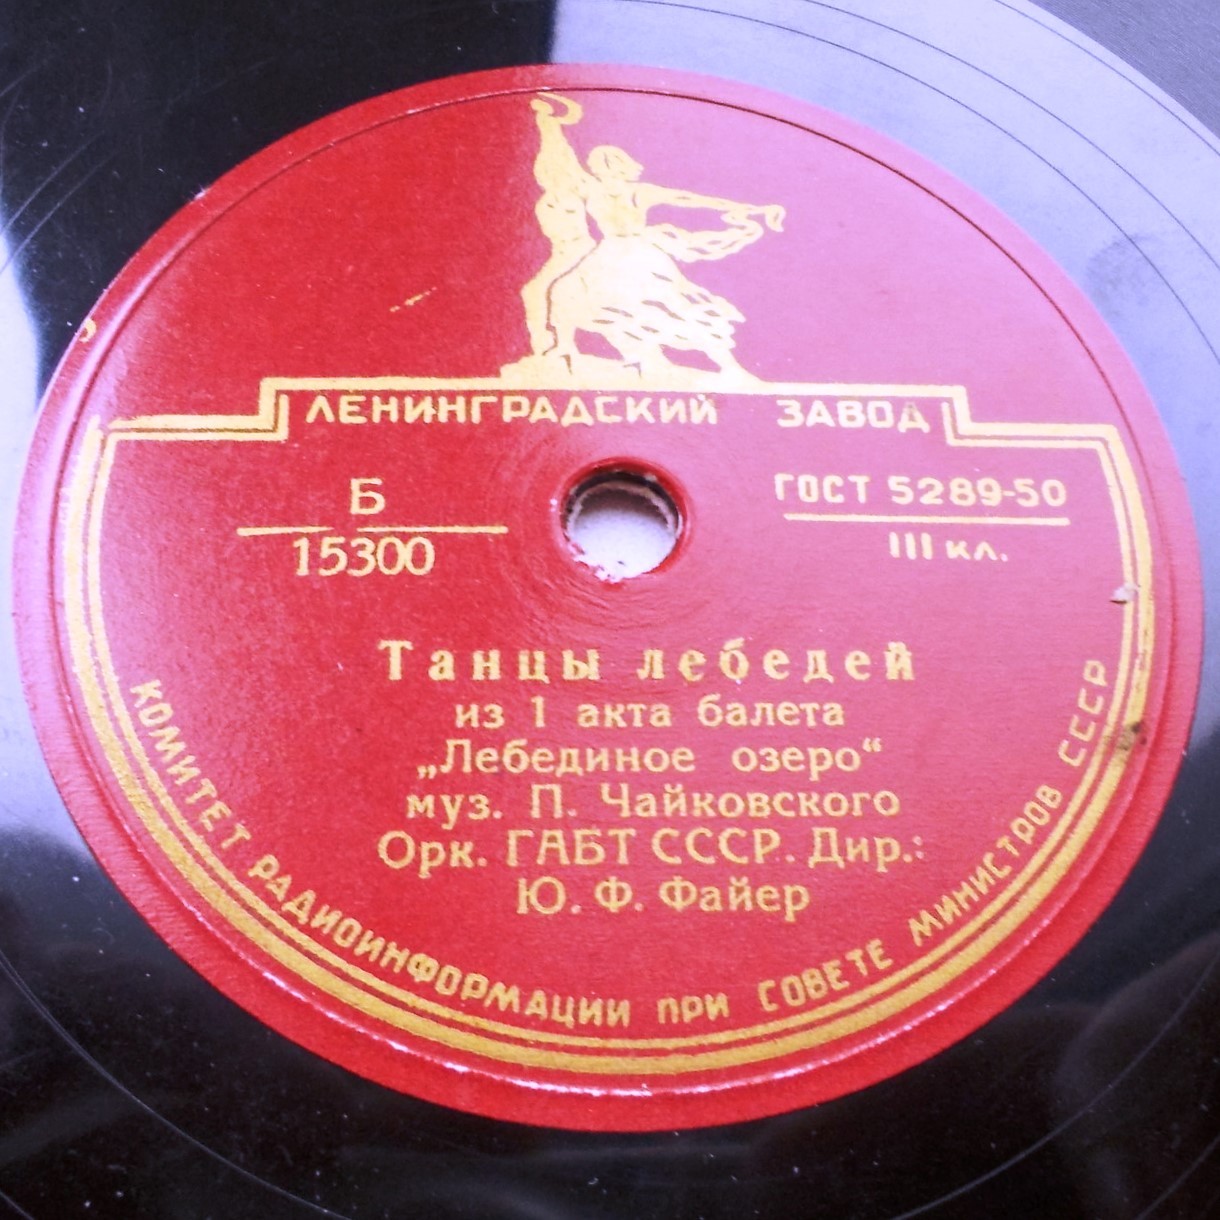 ЛЕНИНГРАДСКИЙ ЗАВОД
Б
15300
ГОСТ 5289-50
III кл.
Танцы лебедей
из 1 акта балета
„Лебединое озеро“
муз. П. Чайковского
Орк. ГАБТ СССР. Дир.:
Ю. Ф. Файер
КОМИТЕТ РАДИОИНФОРМАЦИИ ПРИ СОВЕТЕ МИНИСТРОВ СССР